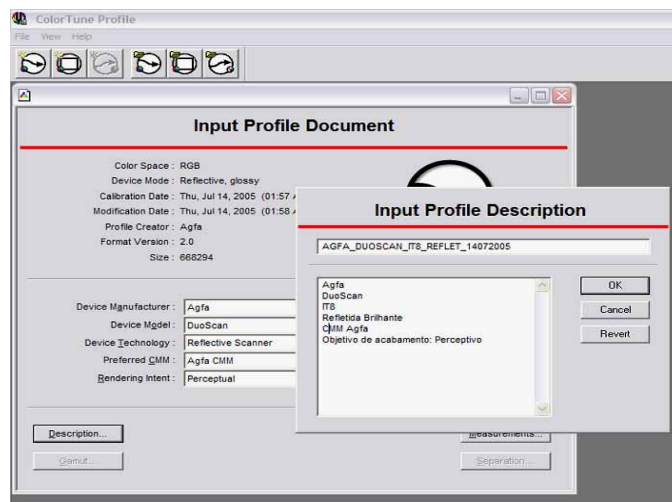 ColorTune Profile
File View Help
Input Profile Document
Color Space : RGB
Device Mode : Reflective, glossy
Calibration Date : Thu, Jul 14, 2005 (01:57
Modification Date : Thu, Jul 14, 2005 (01:58
Profile Creator : Agfa
Format Version : 2.0
Size : 668294
Device Manufacturer : Agfa
Device Model : DuoScan
Device Technology : Reflective Scanner
Preferred CMM : Agfa CMM
Rendering Intent : Perceptual
Description...
Gamut...
Measurements...
Separation...
Input Profile Description
AGFA_DUOSCAN_IT8_REFLET_14072005
Agfa
DuoScan
IT8
Refletida Brilhante
CMM Agfa
Objetivo de acabamento: Perceptivo
OK
Cancel
Revert